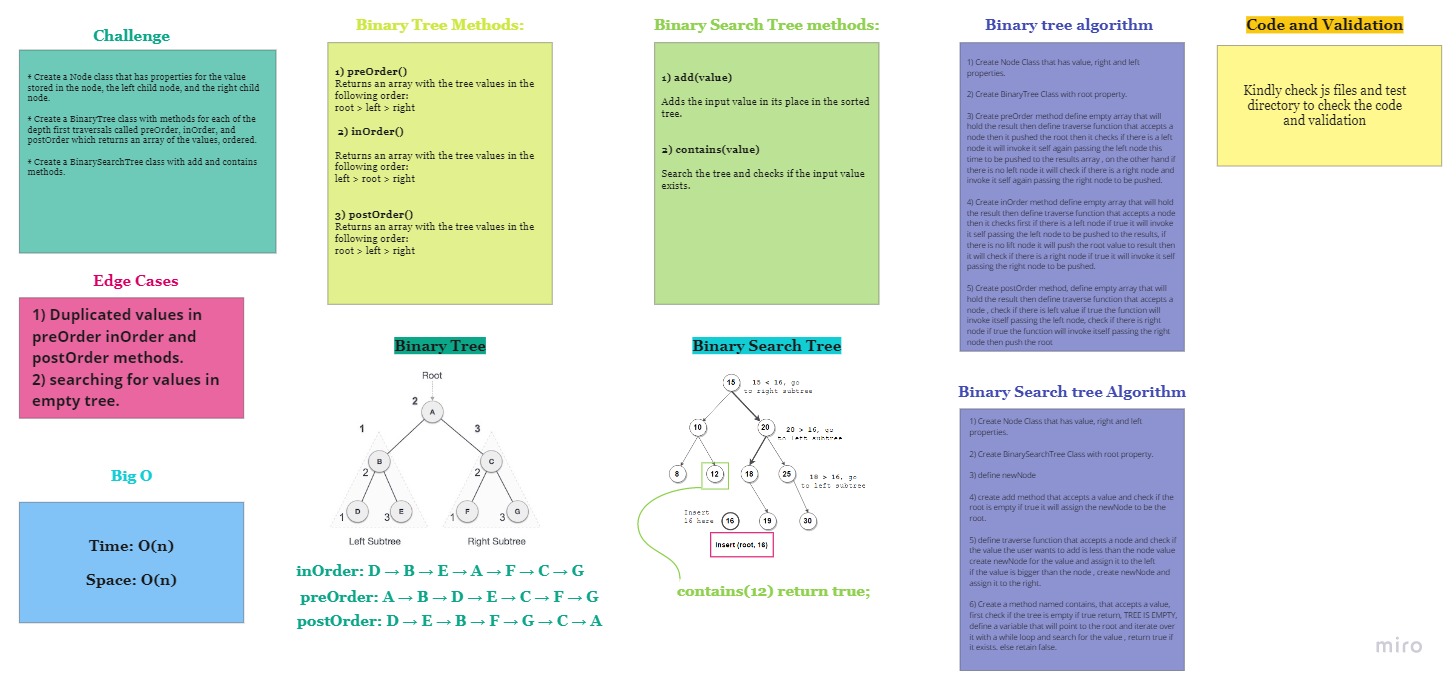 Challenge
* Create a Node class that has properties for the value
stored in the node, the left child node, and the right child
node.
* Create a BinaryTree class with methods for each of the
depth first traversals called preOrder, inOrder, and
postOrder which returns an array of the values, ordered.
* Create a BinarySearchTree class with add and contains
methods.
Edge Cases
1) Duplicated values in
preOrder inOrder and
postOrder methods.
2) searching for values in
empty tree.
Big O
Time: O(n)
Space: O(n)
Binary Tree Methods:
1) preOrder()
Returns an array with the tree values in the
following order:
root > left > right
2) inOrder()
Returns an array with the tree values in the
following order:
left > root > right
3) postOrder()
Returns an array with the tree values in the
following order:
root > left > right
Binary Tree
Root
2
A
1
3
B
C
2
2
D
E
F
G
1
3
1
3
Left Subtree
Right Subtree
inOrder: D → B → E → A → F → C → G
preOrder: A → B → D → E → C → F → G
postOrder: D → E → B → F → G → C → A
Binary Search Tree methods:
1) add(value)
Adds the input value in its place in the sorted
tree.
2) contains(value)
Search the tree and checks if the input value
exists.
Binary Search Tree
15
15 < 16, go
to right subtree
10
20
20 > 16, go
to left subtree
8
12
18
25
18 > 16, go
to left subtree
Insert
16 here
16
19
30
Insert (root, 16)
contains(12) return true;
Binary tree algorithm
1) Create Node Class that has value, right and left
properties.
2) Create BinaryTree Class with root property.
3) Create preOrder method define empty array that will
hold the result then define traverse function that accepts a
node then it pushed the root then it checks if there is a left
node it will invoke it self again passing the left node this
time to be pushed to the results array , on the other hand if
there is no left node it will check if there is a right node and
invoke it self again passing the right node to be pushed.
4) Create inOrder method define empty array that will hold
the result then define traverse function that accepts a node
then it checks first if there is a left node if true it will invoke
it self passing the left node to be pushed to the results, if
there is no lift node it will push the root value to result then
it will check if there is a right node if true it will invoke it self
passing the right node to be pushed.
5) Create postOrder method, define empty array that will
hold the result then define traverse function that accepts a
node , check if there is left value if true the function will
invoke itself passing the left node, check if there is right
node if true the function will invoke itself passing the right
node then push the root
Binary Search tree Algorithm
1) Create Node Class that has value, right and left
properties.
2) Create BinarySearchTree Class with root property.
3) define newNode
4) create add method that accepts a value and check if the
root is empty if true it will assign the newNode to be the
root.
5) define traverse function that accepts a node and check if
the value the user wants to add is less than the node value
create newNode for the value and assign it to the left
if the value is bigger than the node , create newNode and
assign it to the right.
6) Create a method named contains, that accepts a value,
first check if the tree is empty if true return, TREE IS EMPTY,
define a variable that will point to the root and iterate over
it with a while loop and search for the value , return true if
it exists, else retain false.
Code and Validation
Kindly check js files and test
directory to check the code
and validation
miro